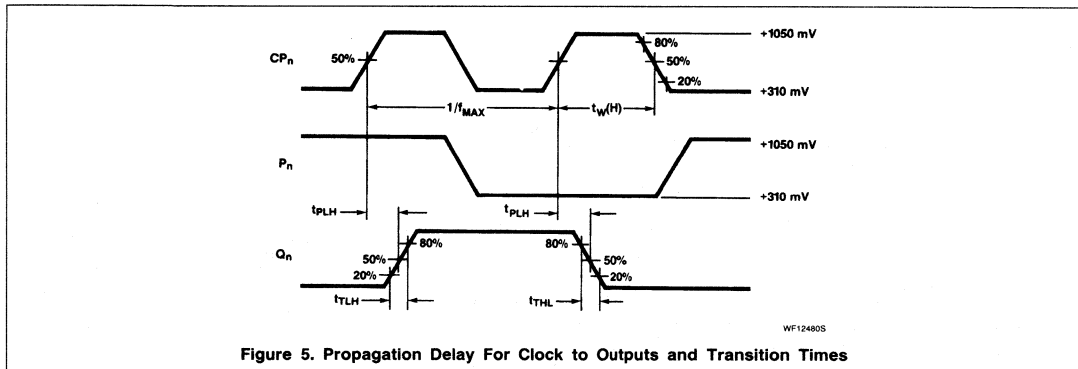 +1050 mV
80%
CPn
50%
50%
20%
+310 mV
1/fMAX
tW(H)
+1050 mV
Pn
+310 mV
tPLH
tPLH
80%
80%
Qn
50%
50%
20%
20%
tTLH
tTHL
WF12480S
Figure 5. Propagation Delay For Clock to Outputs and Transition Times